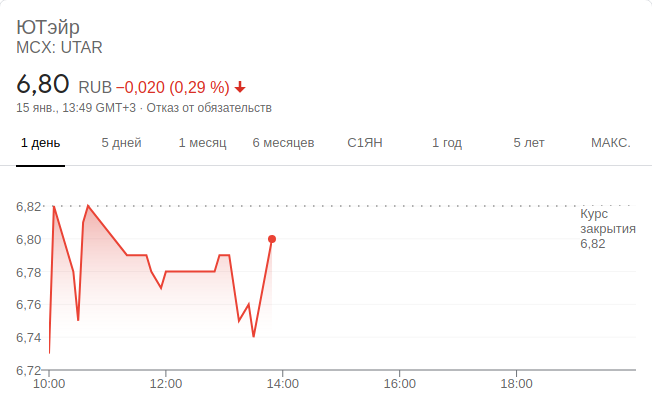 ЮТэйр
MCX: UTAR
6,80 RUB −0,020 (0,29 %)
15 янв., 13:49 GMT+3 · Отказ от обязательств
1 день 5 дней 1 месяц 6 месяцев С1ЯН 1 год 5 лет МАКС.
6,82
Курс
закрытия
6,82
6,80
6,78
6,76
6,74
6,72
10:00 12:00 14:00 16:00 18:00